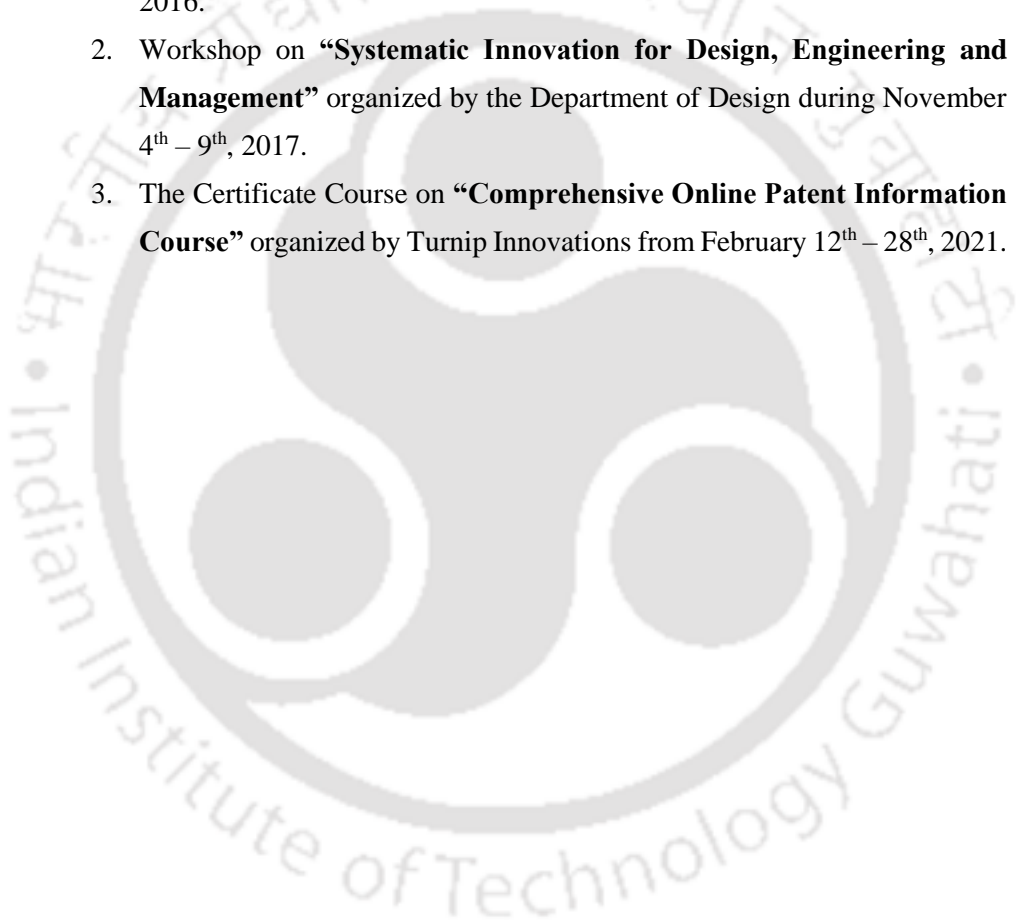 2016.
2. Workshop on “Systematic Innovation for Design, Engineering and
Management” organized by the Department of Design during November
4th – 9th, 2017.
3. The Certificate Course on “Comprehensive Online Patent Information
Course” organized by Turnip Innovations from February 12th – 28th, 2021.
Indian Institute of Technology Guwahati